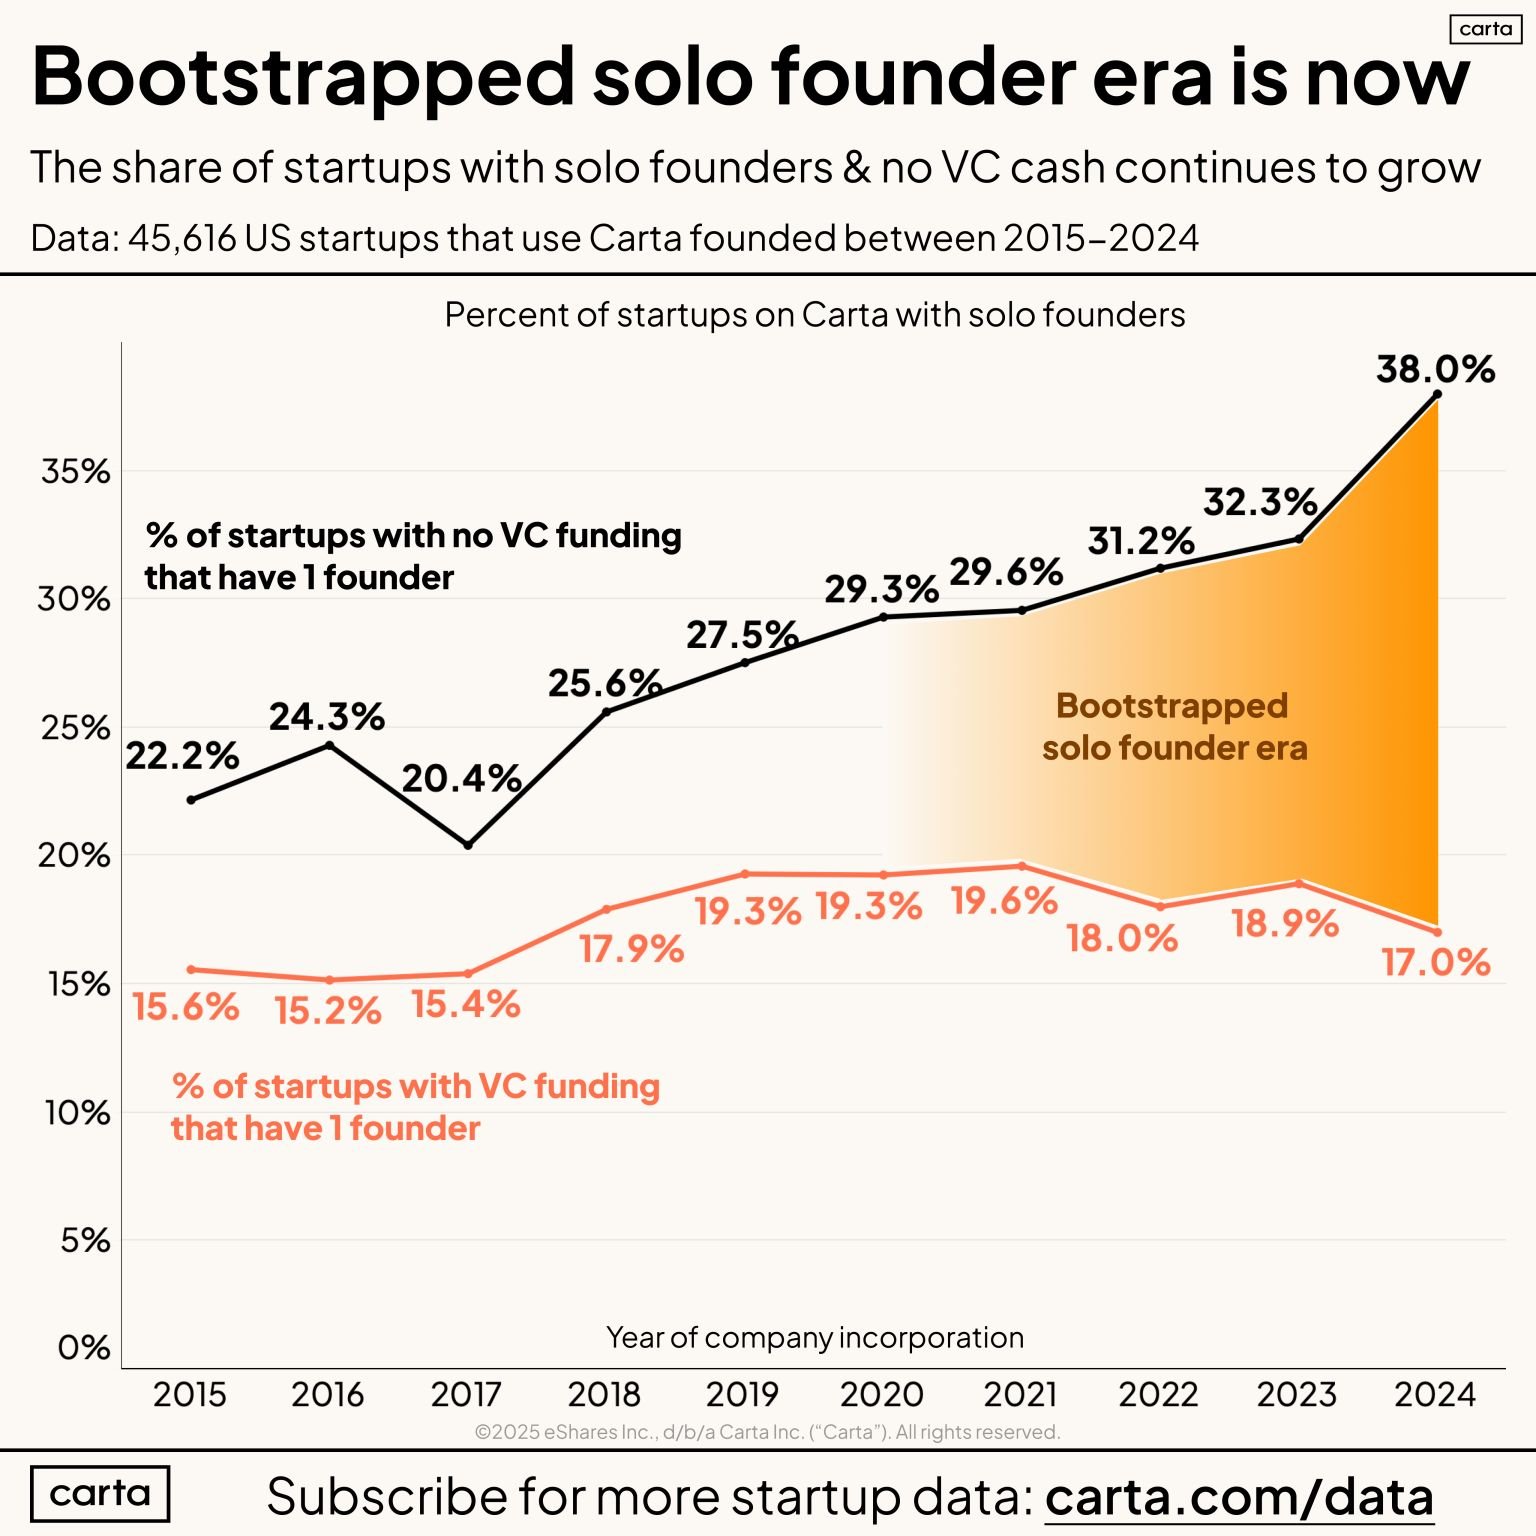 carta
Bootstrapped solo founder era is now
The share of startups with solo founders & no VC cash continues to grow
Data: 45,616 US startups that use Carta founded between 2015–2024
Percent of startups on Carta with solo founders
38.0%
35%
32.3%
% of startups with no VC funding
that have 1 founder
31.2%
29.6%
29.3%
30%
27.5%
25.6%
24.3%
25%
22.2%
20.4%
Bootstrapped
solo founder era
20%
19.3%
19.3%
19.6%
18.0%
18.9%
17.0%
17.9%
15%
15.6%
15.2%
15.4%
% of startups with VC funding
that have 1 founder
10%
5%
0%
Year of company incorporation
2015 2016 2017 2018 2019 2020 2021 2022 2023 2024
©2025 eShares Inc., d/b/a Carta Inc. (“Carta”). All rights reserved.
carta
Subscribe for more startup data: carta.com/data